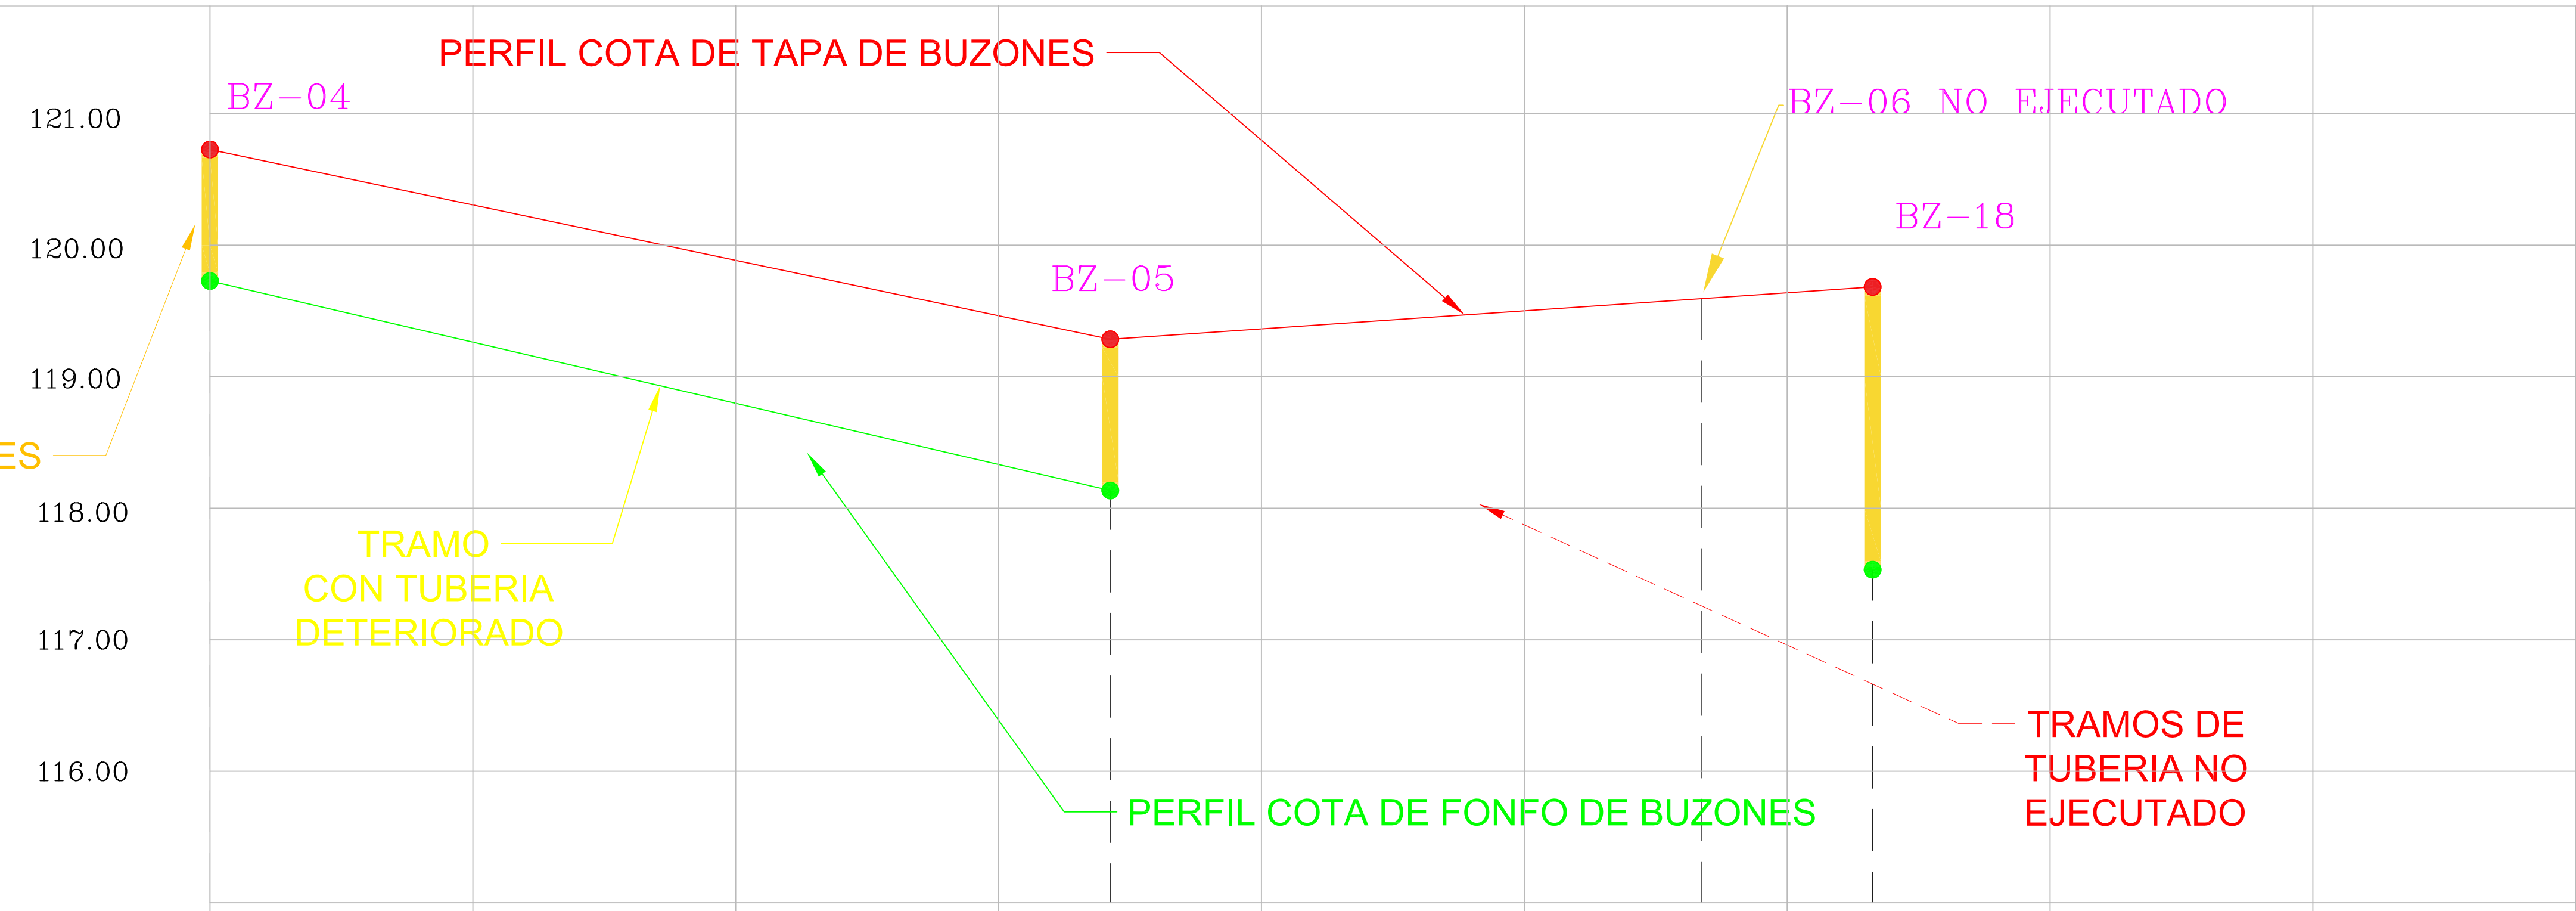 PERFIL COTA DE TAPA DE BUZONES
BZ-04
BZ-06 NO EJECUTADO
121.00
BZ-18
120.00
BZ-05
119.00
ES
118.00
TRAMO
CON TUBERIA
DETERIORADO
117.00
TRAMOS DE
TUBERIA NO
EJECUTADO
116.00
PERFIL COTA DE FONFO DE BUZONES